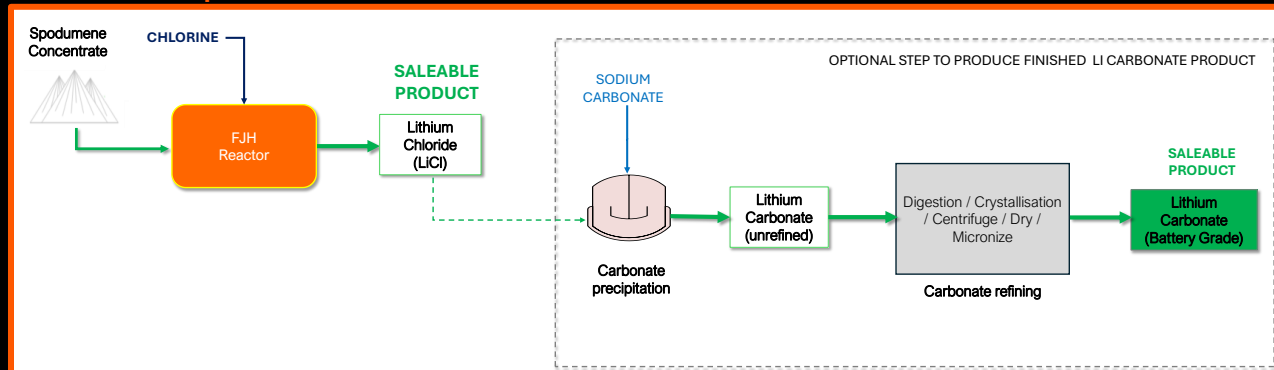 Spodumene
Concentrate
CHLORINE
FJH
Reactor
SALEABLE
PRODUCT
Lithium
Chloride
(LiCl)
OPTIONAL STEP TO PRODUCE FINISHED LI CARBONATE PRODUCT
SODIUM
CARBONATE
Carbonate
precipitation
Lithium
Carbonate
(unrefined)
Digestion / Crystallisation
/ Centrifuge / Dry /
Micronize
Carbonate refining
SALEABLE
PRODUCT
Lithium
Carbonate
(Battery Grade)